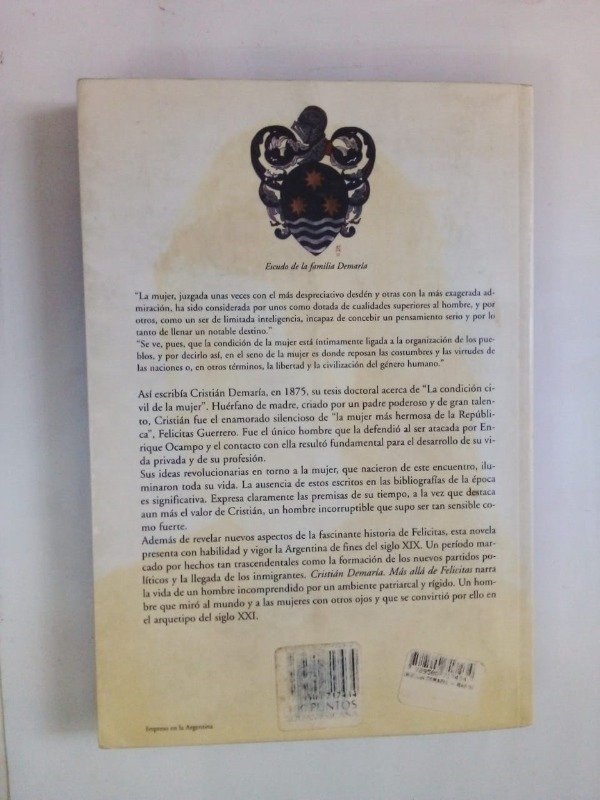 Escudo de la familia Demaría
"La mujer, juzgada unas veces con el más despreciativo desdén y otras con la más exagerada ad-
miración, ha sido considerada por unos como dotada de cualidades superiores al hombre, y por
otros, como un ser de limitada inteligencia, incapaz de concebir un pensamiento serio y por lo
tanto de llenar un notable destino."
"Se ve, pues, que la condición de la mujer está íntimamente ligada a la organización de los pue-
blos, y por decirlo así, en el seno de la mujer es donde reposan las costumbres y las virtudes de
las naciones o, en otros términos, la libertad y la civilización del género humano."
Así escribía Cristián Demaría, en 1875, su tesis doctoral acerca de "La condición ci-
vil de la mujer". Huérfano de madre, criado por un padre poderoso y de gran talen-
to, Cristián fue el enamorado silencioso de "la mujer más hermosa de la Repúbli-
ca", Felicitas Guerrero. Fue el único hombre que la defendió al ser atacada por En-
rique Ocampo y el contacto con ella resultó fundamental para el desarrollo de su vi-
da privada y de su profesión.
Sus ideas revolucionarias en torno a la mujer, que nacieron de este encuentro, ilu-
minaron toda su vida. La ausencia de estos escritos en las bibliografías de la época
es significativa. Expresa claramente las premisas de su tiempo, a la vez que destaca
aun más el valor de Cristián, un hombre incorruptible que supo ser tan sensible co-
mo fuerte.
Además de revelar nuevos aspectos de la fascinante historia de Felicitas, esta novela
presenta con habilidad y vigor la Argentina de fines del siglo XIX. Un período mar-
cado por hechos tan trascendentales como la formación de los nuevos partidos po-
líticos y la llegada de los inmigrantes. Cristián Demaría. Más allá de Felicitas narra
la vida de un hombre incomprendido por un ambiente patriarcal y rígido. Un hom-
bre que miró al mundo y a las mujeres con otros ojos y que se convirtió por ello en
el arquetipo del siglo XXI.
PUNTOS
Impreso en la Argentina